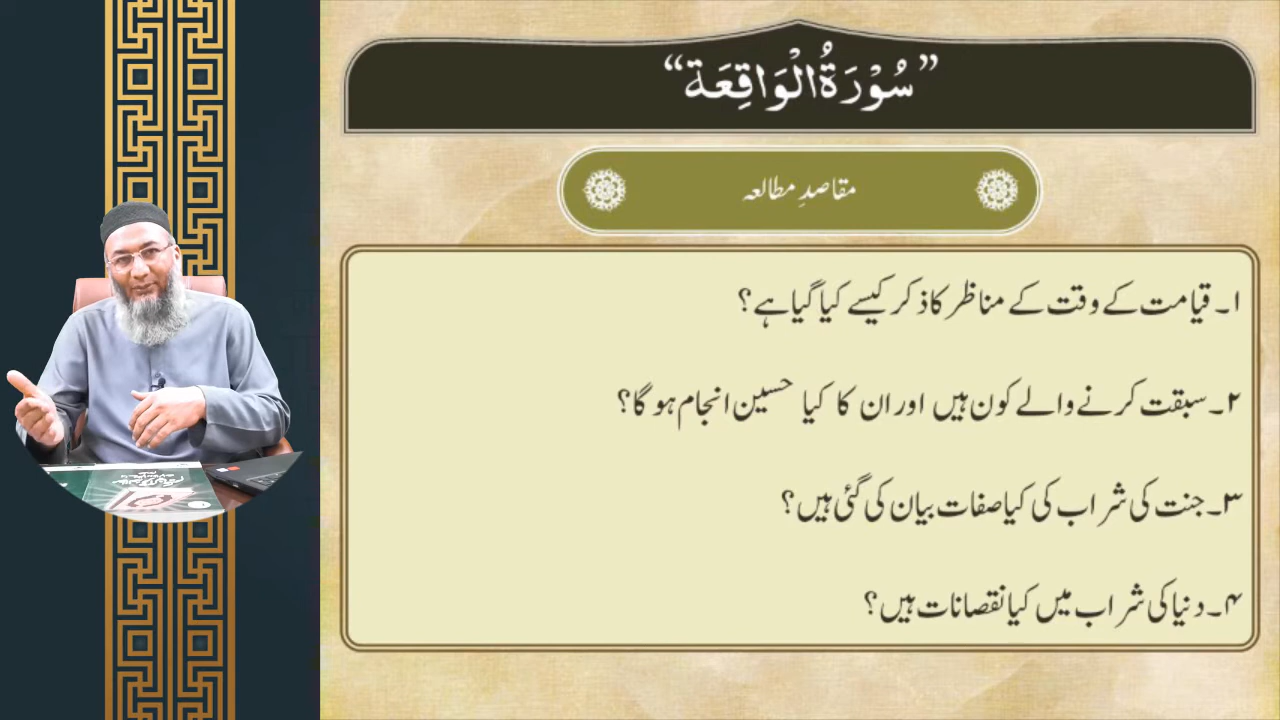 ”سُوْرَةُ الْوَاقِعَة“
مقاصدِ مطالعہ
۱۔ قیامت کے وقت کے مناظر کا ذکر کیسے کیا گیا ہے؟
۲۔ سبقت کرنے والے کون ہیں اور ان کا کیا حسین انجام ہو گا؟
۳۔ جنت کی شراب کی کیا صفات بیان کی گئی ہیں؟
۴۔ دنیا کی شراب میں کیا نقصانات ہیں؟